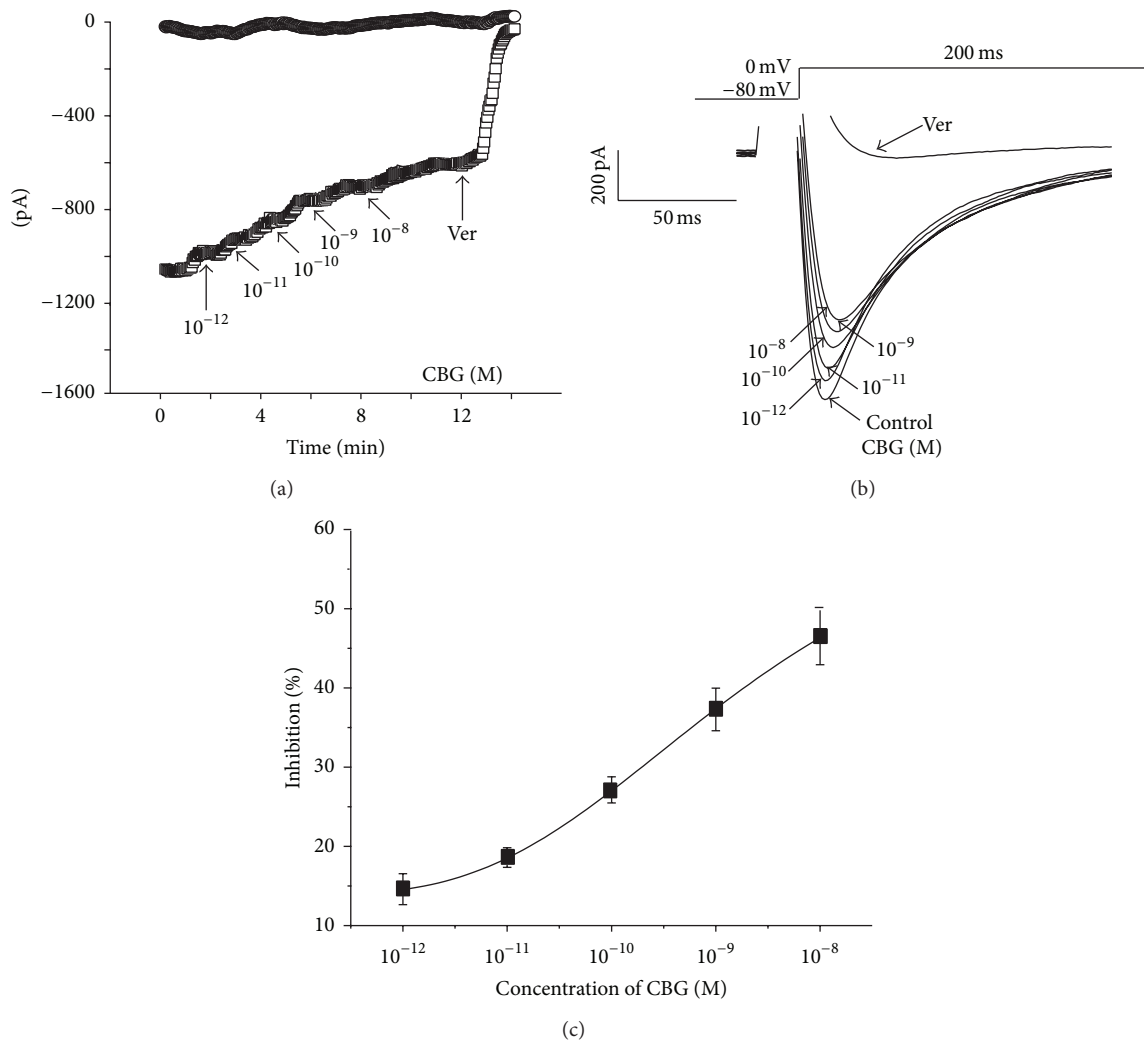 0
−400
−800
−1200
−1600
(pA)
10⁻¹²
10⁻¹¹
10⁻¹⁰
10⁻⁹
10⁻⁸
Ver
CBG (M)
0 4 8 12
Time (min)
(a)
0 mV
−80 mV
200 ms
Ver
200 pA
50 ms
10⁻⁸
10⁻⁹
10⁻¹⁰
10⁻¹¹
10⁻¹²
Control
CBG (M)
(b)
60
50
40
30
20
10
Inhibition (%)
10⁻¹² 10⁻¹¹ 10⁻¹⁰ 10⁻⁹ 10⁻⁸
Concentration of CBG (M)
(c)